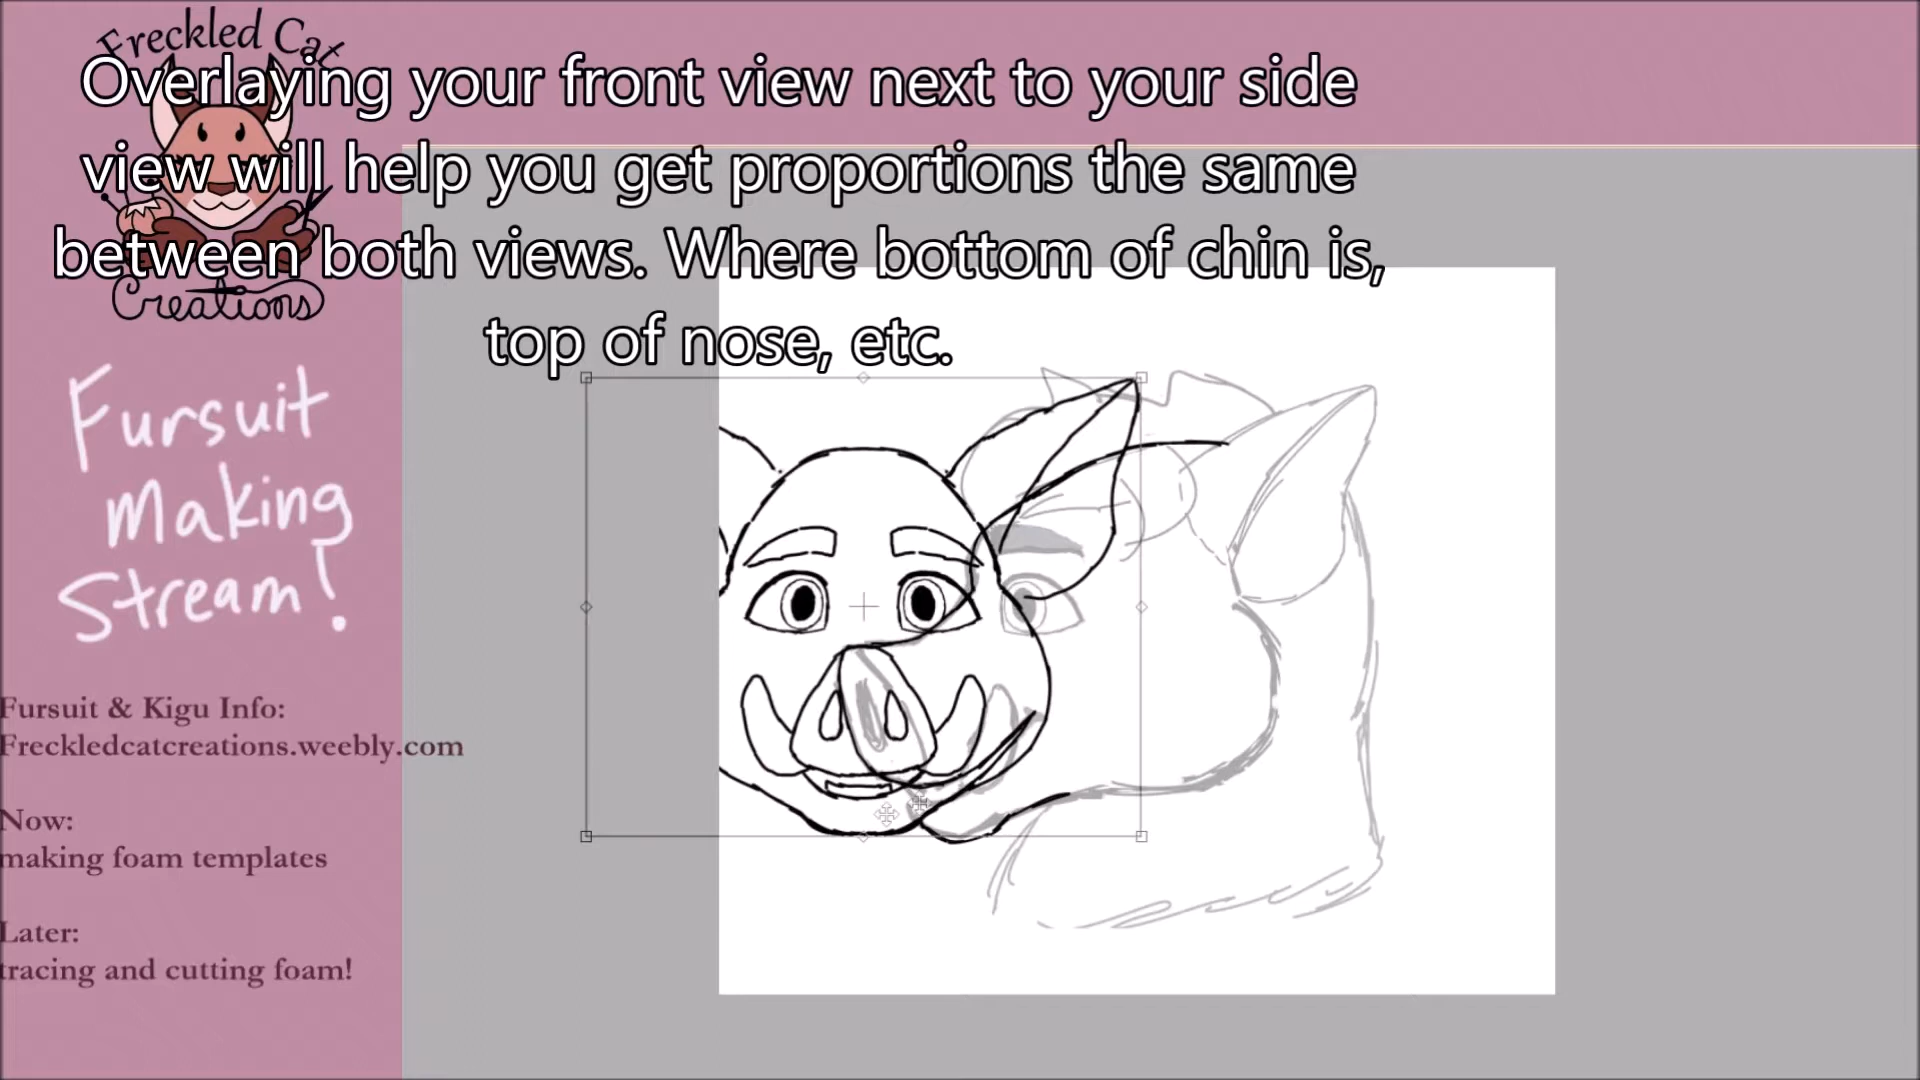 Freckled Cat
Overlaying your front view next to your side
view will help you get proportions the same
between both views. Where bottom of chin is,
Creations
top of nose, etc.
Fursuit
Making
Stream!
Fursuit & Kigu Info:
Freckledcatcreations.weebly.com
Now:
making foam templates
Later:
tracing and cutting foam!